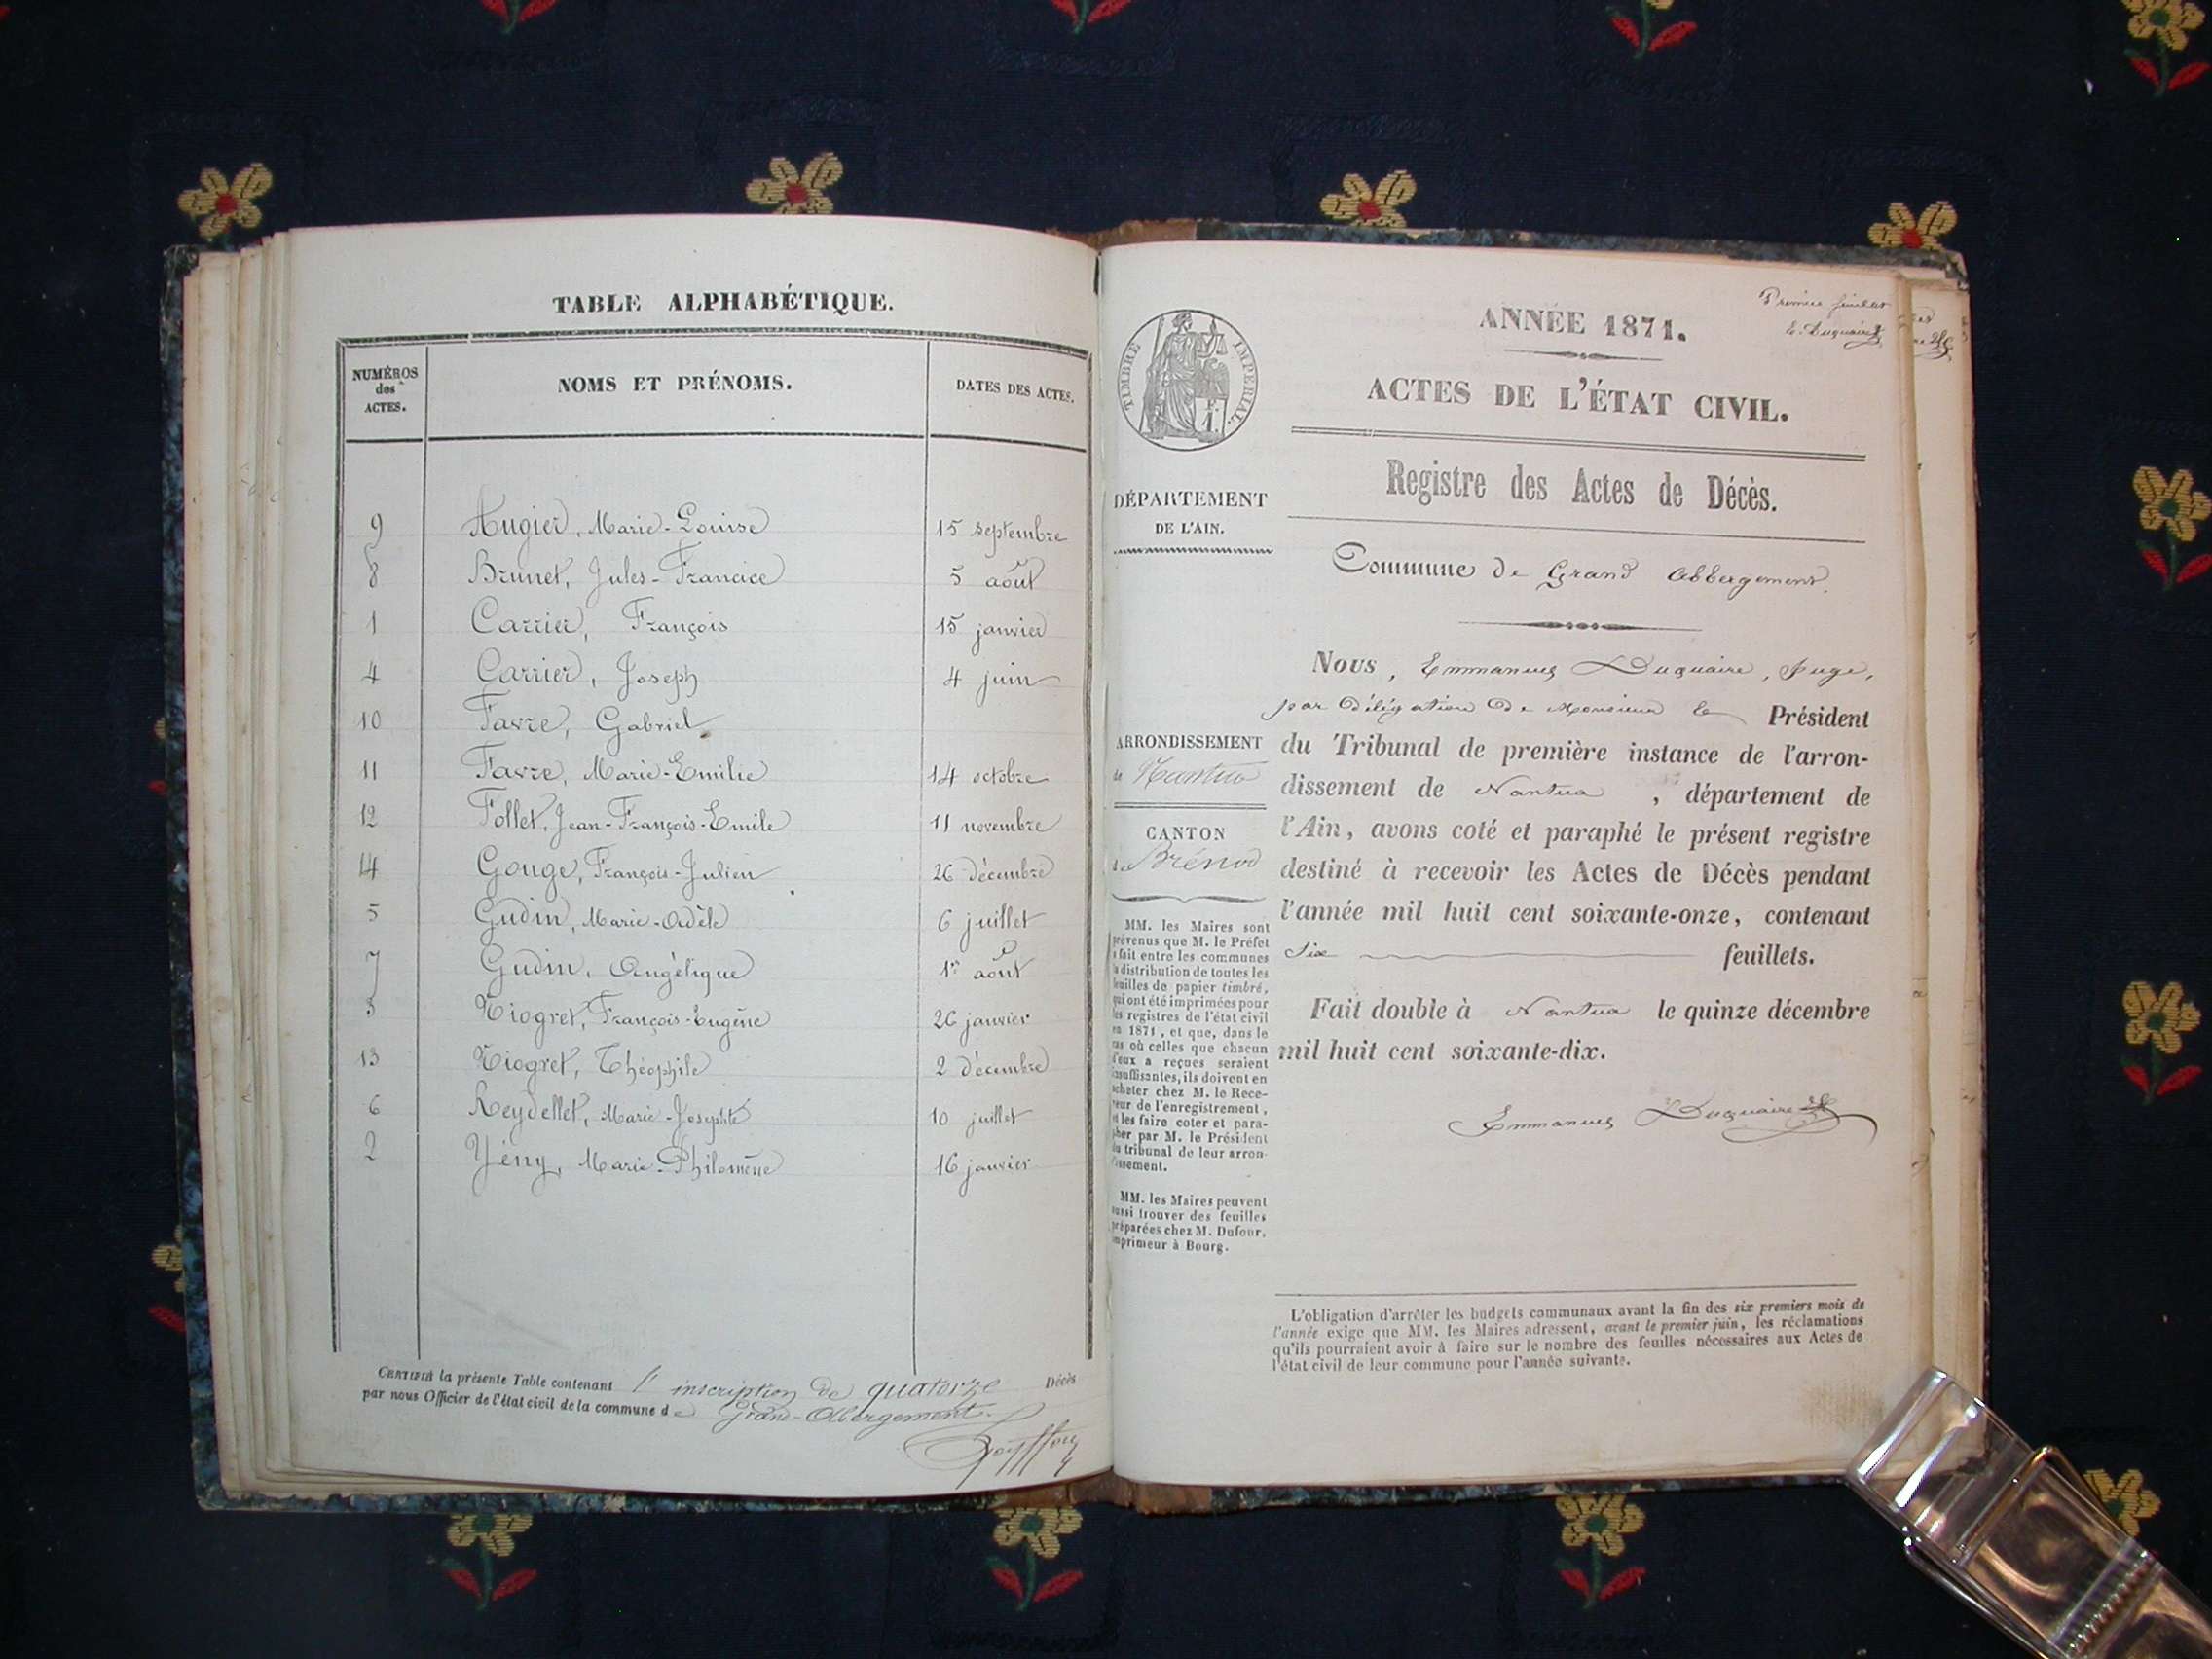 TABLE ALPHABÉTIQUE.
NUMÉROS des ACTES.
NOMS ET PRÉNOMS.
DATES DES ACTES.
9 Augier, Marie-Louise 15 septembre
8 Brunet, Jules-Francice 5 août
1 Carrier, François 15 janvier
4 Carrier, Joseph 4 juin
10 Favre, Gabriel
11 Favre, Marie-Emilie 14 octobre
12 Follet, Jean-François-Emile 11 novembre
14 Gouge, François-Julien 26 décembre
5 Gudin, Marie-Adèle 6 juillet
7 Gudin, Angélique 1er août
3 Niogret, François-Eugène 26 janvier
13 Niogret, Théophile 2 décembre
6 Reydellet, Marie-Josephte 10 juillet
2 Yény, Marie-Philomène 16 janvier
CERTIFIÉ la présente Table contenant l'inscription de quatorze Décès
par nous Officier de l'état civil de la commune de Grand-Abergement.
Première feuillet
E. Duquaire
TIMBRE IMPERIAL
ANNÉE 1871.
ACTES DE L'ÉTAT CIVIL.
Registre des Actes de Décès.
Commune de Grand Abbergement.
DÉPARTEMENT
DE L'AIN.
ARRONDISSEMENT
de Nantua
CANTON
de Brénod
MM. les Maires sont
prévenus que M. le Préfet
a fait entre les communes
la distribution de toutes les
feuilles de papier timbré,
qui ont été imprimées pour
les registres de l'état civil
en 1871, et que, dans le
cas où celles que chacun
d'eux a reçues seraient
insuffisantes, ils doivent en
acheter chez M. le Rece-
veur de l'enregistrement,
et les faire coter et para-
pher par M. le Président
du tribunal de leur arron-
dissement.
MM. les Maires peuvent
aussi trouver des feuilles
préparées chez M. Dufour,
imprimeur à Bourg.
Nous, Emmanuel Duquaire, Juge,
par délégation de Monsieur le Président
du Tribunal de première instance de l'arron-
dissement de Nantua, département de
l'Ain, avons coté et paraphé le présent registre
destiné à recevoir les Actes de Décès pendant
l'année mil huit cent soixante-onze, contenant
Six feuillets.
Fait double à Nantua le quinze décembre
mil huit cent soixante-dix.
Emmanuel Duquaire
L'obligation d'arrêter les budgets communaux avant la fin des six premiers mois de
l'année exige que MM. les Maires adressent, avant le premier juin, les réclamations
qu'ils pourraient avoir à faire sur le nombre des feuilles nécessaires aux Actes de
l'état civil de leur commune pour l'année suivante.